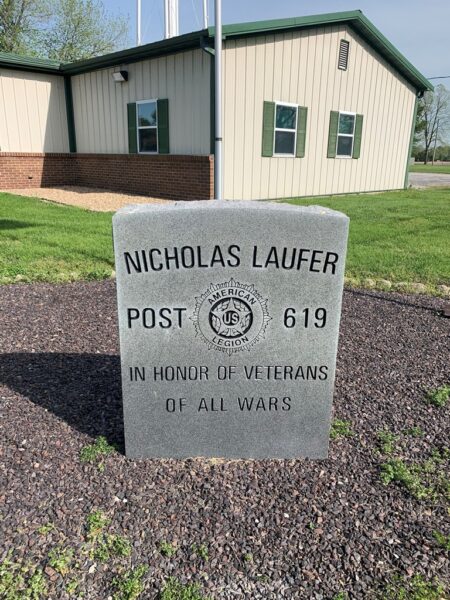 NICHOLAS LAUFER
POST 619
AMERICAN
US
LEGION
IN HONOR OF VETERANS
OF ALL WARS